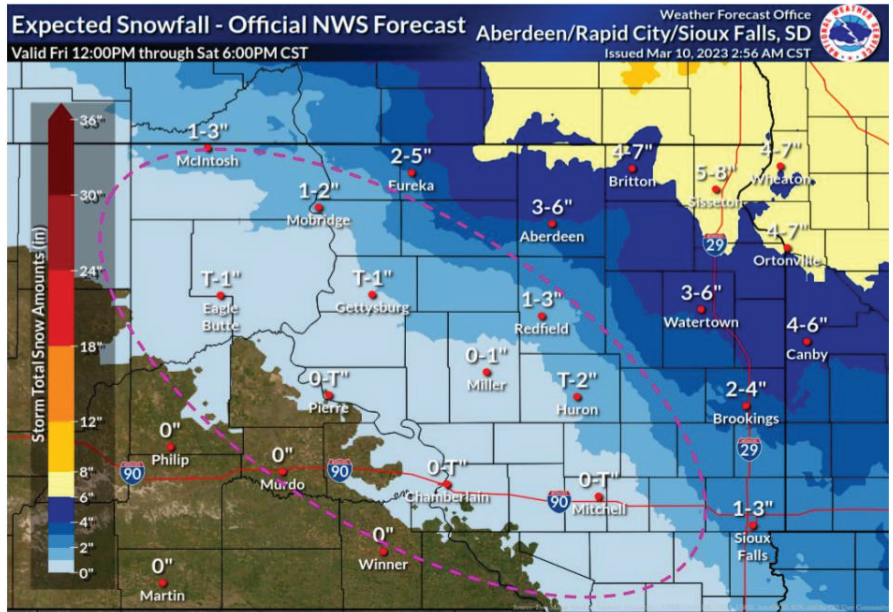 Expected Snowfall - Official NWS Forecast
Valid Fri 12:00PM through Sat 6:00PM CST
Weather Forecast Office
Aberdeen/Rapid City/Sioux Falls, SD
Issued Mar 10, 2023 2:56 AM CST
NATIONAL WEATHER SERVICE
Storm Total Snow Amounts (in)
36"
30"
24"
18"
12"
8"
6"
4"
2"
0"
1-3"
McIntosh
2-5"
Eureka
4-7"
Britton
5-8"
Sisseton
4-7"
Wheaton
1-2"
Mobridge
3-6"
Aberdeen
29
4-7"
Ortonville
T-1"
Eagle
Butte
T-1"
Gettysburg
1-3"
Redfield
3-6"
Watertown
4-6"
Canby
0-T"
Pierre
0-1"
Miller
T-2"
Huron
2-4"
Brookings
29
0"
Philip
90
0"
Murdo
90
0-T"
Chamberlain
90
0-T"
Mitchell
1-3"
Sioux
Falls
0"
Winner
0"
Martin